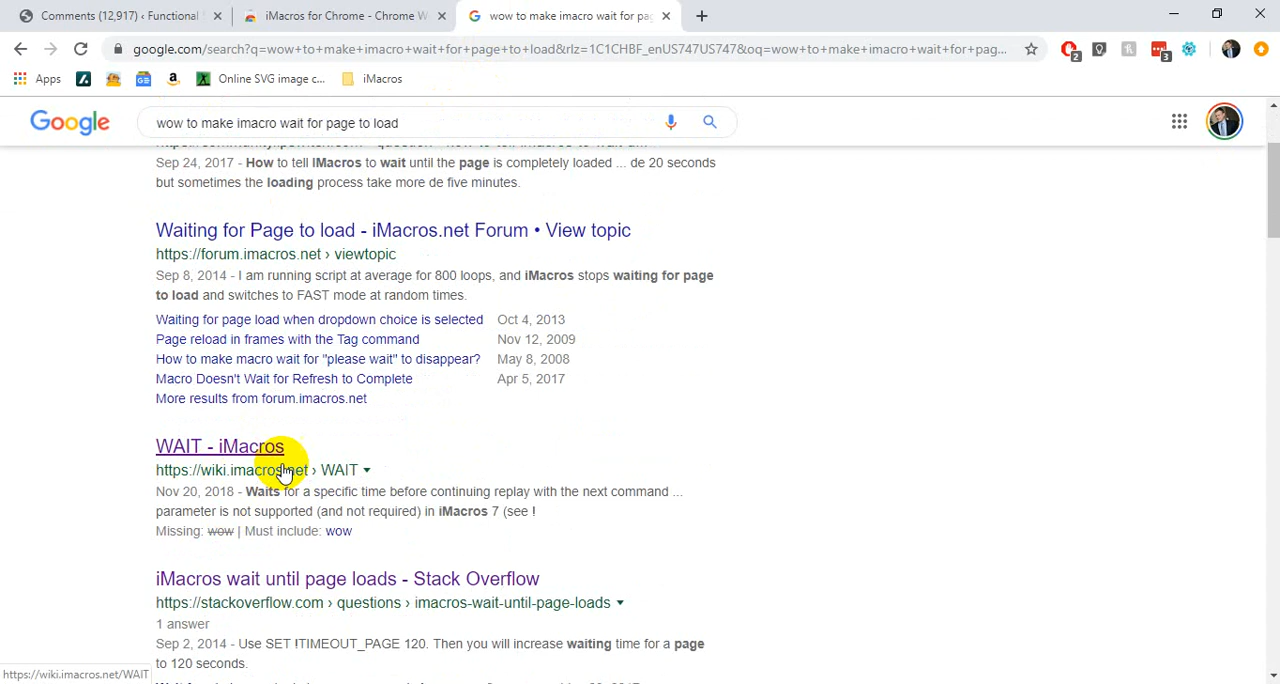 Comments (12,917) ‹ Functional
iMacros for Chrome - Chrome W
wow to make imacro wait for pag
google.com/search?q=wow+to+make+imacro+wait+for+page+to+load&rlz=1C1CHBF_enUS747US747&oq=wow+to+make+imacro+wait+for+pag...
2
3
Apps
Online SVG image c...
iMacros
Google
wow to make imacro wait for page to load
Sep 24, 2017 - How to tell IMacros to wait until the page is completely loaded ... de 20 seconds
but sometimes the loading process take more de five minutes.
Waiting for Page to load - iMacros.net Forum • View topic
https://forum.imacros.net › viewtopic
Sep 8, 2014 - I am running script at average for 800 loops, and iMacros stops waiting for page
to load and switches to FAST mode at random times.
Waiting for page load when dropdown choice is selected Oct 4, 2013
Page reload in frames with the Tag command Nov 12, 2009
How to make macro wait for "please wait" to disappear? May 8, 2008
Macro Doesn't Wait for Refresh to Complete Apr 5, 2017
More results from forum.imacros.net
WAIT - iMacros
https://wiki.imacros.net › WAIT
Nov 20, 2018 - Waits for a specific time before continuing replay with the next command ...
parameter is not supported (and not required) in iMacros 7 (see !
Missing: wow | Must include: wow
iMacros wait until page loads - Stack Overflow
https://stackoverflow.com › questions › imacros-wait-until-page-loads
1 answer
Sep 2, 2014 - Use SET !TIMEOUT_PAGE 120. Then you will increase waiting time for a page
to 120 seconds.
https://wiki.imacros.net/WAIT